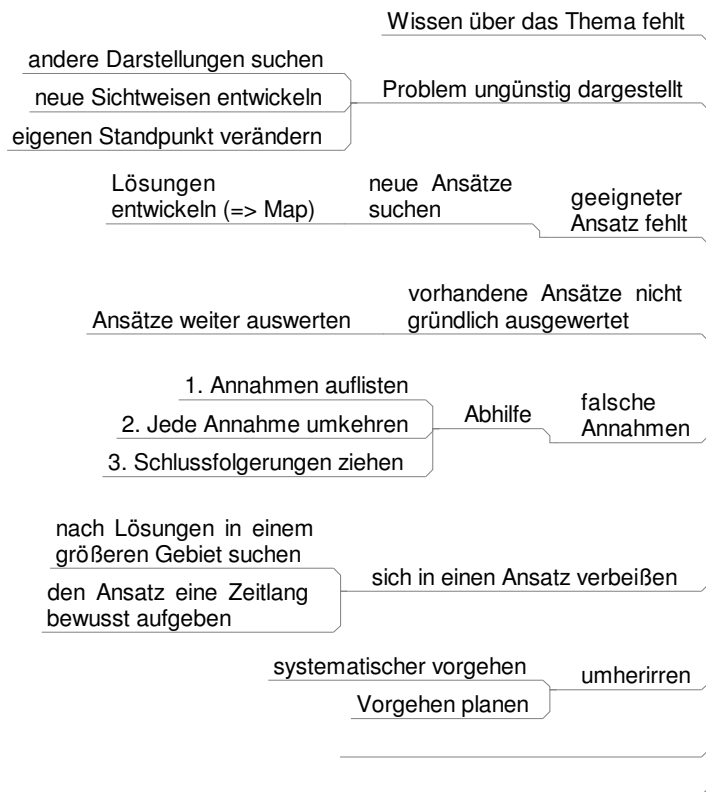 Wissen über das Thema fehlt
andere Darstellungen suchen
neue Sichtweisen entwickeln
eigenen Standpunkt verändern
Problem ungünstig dargestellt
Lösungen
entwickeln (=> Map)
neue Ansätze
suchen
geeigneter
Ansatz fehlt
Ansätze weiter auswerten
vorhandene Ansätze nicht
gründlich ausgewertet
1. Annahmen auflisten
2. Jede Annahme umkehren
3. Schlussfolgerungen ziehen
Abhilfe
falsche
Annahmen
nach Lösungen in einem
größeren Gebiet suchen
den Ansatz eine Zeitlang
bewusst aufgeben
sich in einen Ansatz verbeißen
systematischer vorgehen
Vorgehen planen
umherirren